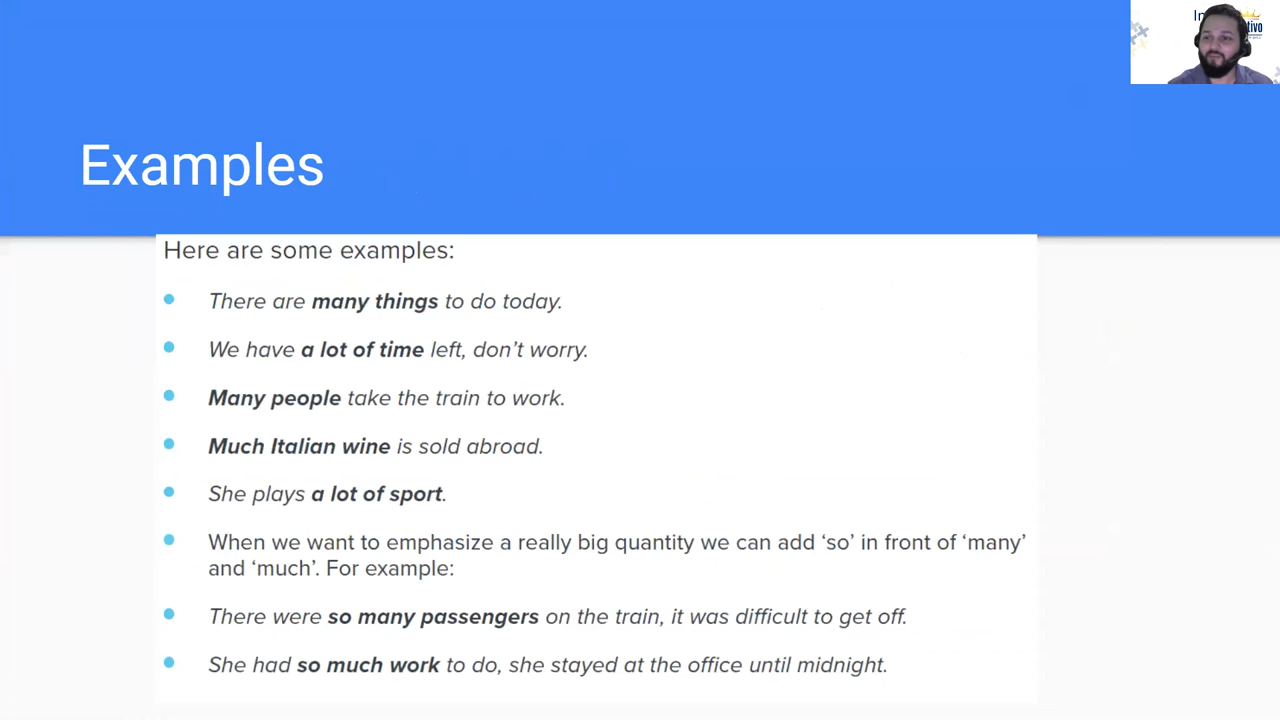 Examples
Here are some examples:
There are many things to do today.
We have a lot of time left, don’t worry.
Many people take the train to work.
Much Italian wine is sold abroad.
She plays a lot of sport.
When we want to emphasize a really big quantity we can add ‘so’ in front of ‘many’
and ‘much’. For example:
There were so many passengers on the train, it was difficult to get off.
She had so much work to do, she stayed at the office until midnight.